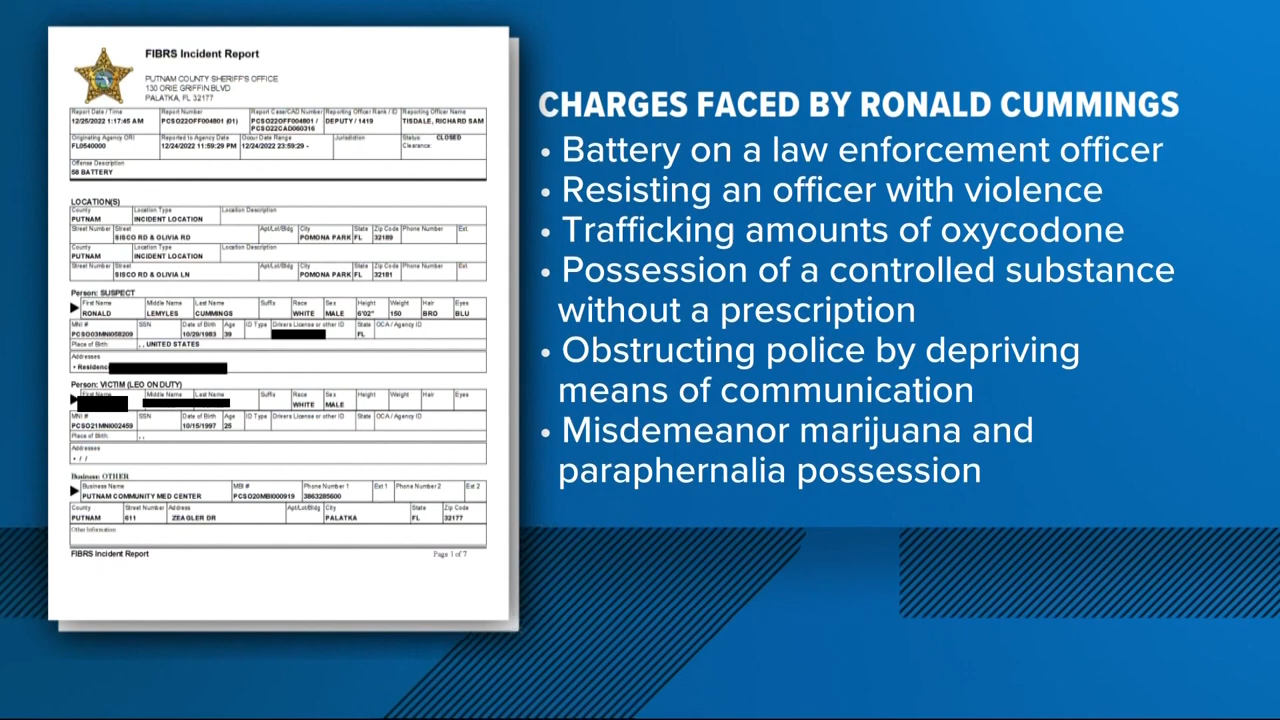 FIBRS Incident Report
PUTNAM COUNTY SHERIFF'S OFFICE
130 ORIE GRIFFIN BLVD
PALATKA, FL 32177
Report Date / Time Report Number Report Case/CAD Number Reporting Officer Rank / ID Reporting Officer Name
12/25/2022 1:17:45 AM PCSO22OFF004801 (01) PCSO22OFF004801 / DEPUTY / 1419 TISDALE, RICHARD SAM
PCSO22CAD060316
Originating Agency ORI Reported to Agency Date Occur Date Range Jurisdiction Status: CLOSED
FL0540000 12/24/2022 11:59:29 PM 12/24/2022 23:59:29 - Clearance:
Offense Description
58 BATTERY
LOCATION(S)
County Location Type Location Description
PUTNAM INCIDENT LOCATION
Street Number Street Apt/Lot/Bldg City State Zip Code Phone Number Ext
SISCO RD & OLIVIA RD POMONA PARK FL 32189
County Location Type Location Description
PUTNAM INCIDENT LOCATION
Street Number Street Apt/Lot/Bldg City State Zip Code Phone Number Ext
SISCO RD & OLIVIA LN POMONA PARK FL 32181
Person: SUSPECT
First Name Middle Name Last Name Suffix Race Sex Height Weight Hair Eyes
RONALD LEMYLES CUMMINGS WHITE MALE 6'02" 150 BRO BLU
MNI # SSN Date of Birth Age ID Type Drivers License or other ID State OCA / Agency ID
PCSO03MNI058209 10/29/1983 39 FL
Place of Birth: , , UNITED STATES
Addresses
• Residenc
Person: VICTIM (LEO ON DUTY)
First Name Middle Name Last Name Suffix Race Sex Height Weight Hair Eyes
WHITE MALE
MNI # SSN Date of Birth Age ID Type Drivers License or other ID State OCA / Agency ID
PCSO21MNI002459 10/15/1997 25
Place of Birth: , ,
Addresses
• / /
Business: OTHER
Business Name MBI # Phone Number 1 Ext 1 Phone Number 2 Ext 2
PUTNAM COMMUNITY MED CENTER PCSO20MBI000919 3863285600
County Street Number Address Apt/Lot/Bldg City State Zip Code
PUTNAM 611 ZEAGLER DR PALATKA FL 32177
Other Information
FIBRS Incident Report Page 1 of 7
CHARGES FACED BY RONALD CUMMINGS
• Battery on a law enforcement officer
• Resisting an officer with violence
• Trafficking amounts of oxycodone
• Possession of a controlled substance
without a prescription
• Obstructing police by depriving
means of communication
• Misdemeanor marijuana and
paraphernalia possession